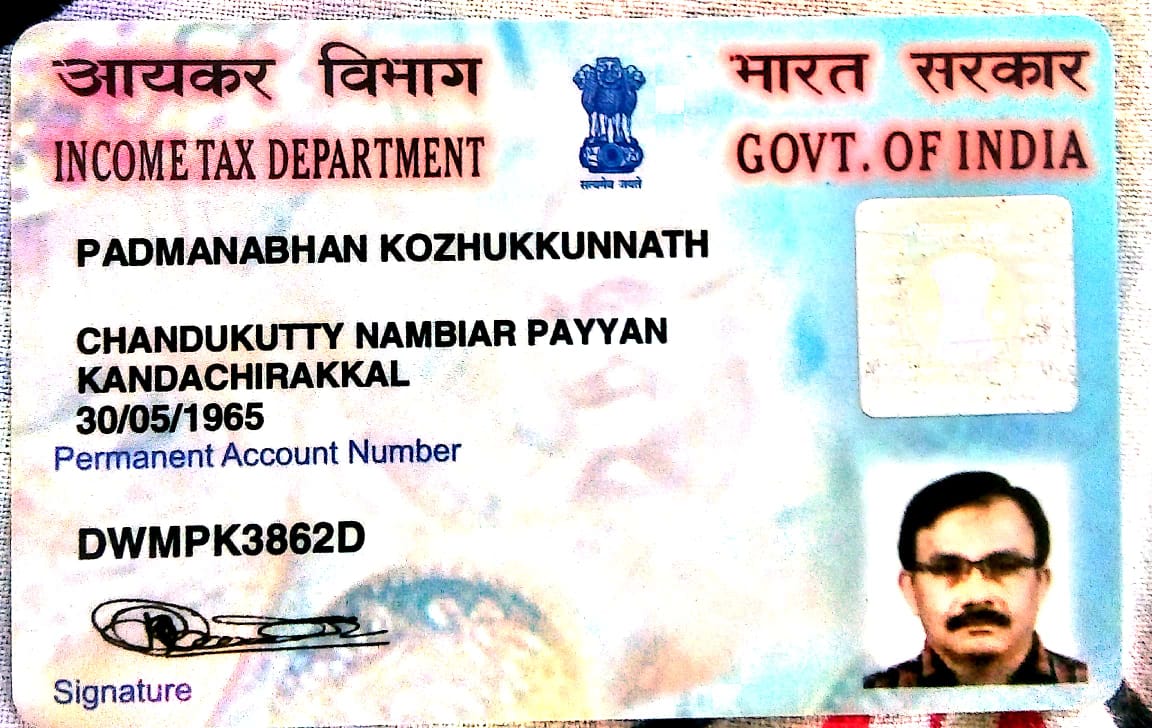 आयकर विभाग
INCOME TAX DEPARTMENT
सत्यमेव जयते
भारत सरकार
GOVT. OF INDIA
PADMANABHAN KOZHUKKUNNATH
CHANDUKUTTY NAMBIAR PAYYAN
KANDACHIRAKKAL
30/05/1965
Permanent Account Number
DWMPK3862D
Signature